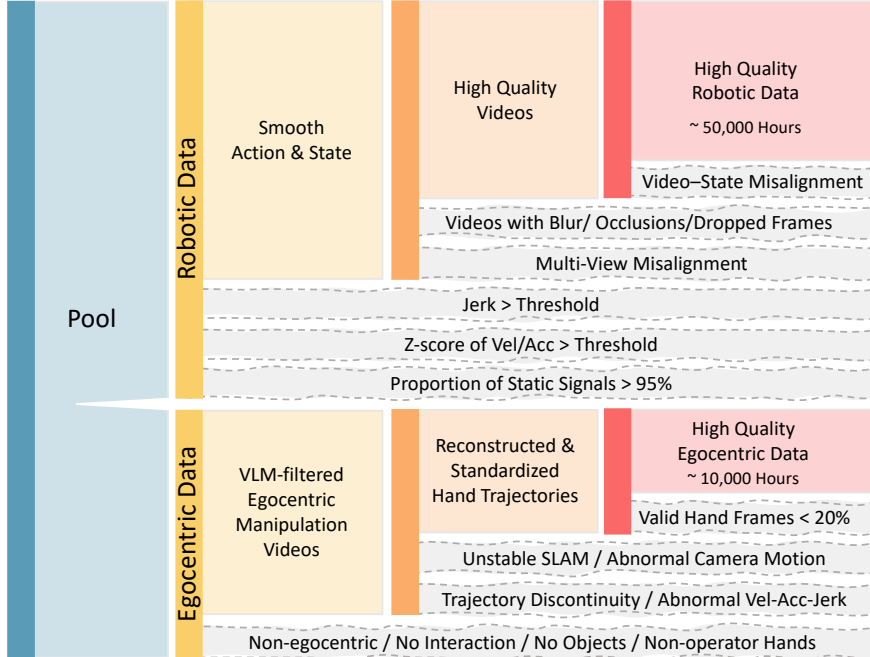 Pool
Robotic Data
Smooth
Action & State
High Quality
Videos
High Quality
Robotic Data
~ 50,000 Hours
Video–State Misalignment
Videos with Blur/ Occlusions/Dropped Frames
Multi-View Misalignment
Jerk > Threshold
Z-score of Vel/Acc > Threshold
Proportion of Static Signals > 95%
Egocentric Data
VLM-filtered
Egocentric
Manipulation
Videos
Reconstructed &
Standardized
Hand Trajectories
High Quality
Egocentric Data
~ 10,000 Hours
Valid Hand Frames < 20%
Unstable SLAM / Abnormal Camera Motion
Trajectory Discontinuity / Abnormal Vel-Acc-Jerk
Non-egocentric / No Interaction / No Objects / Non-operator Hands